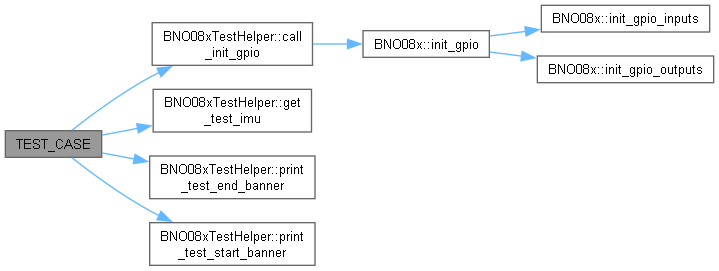 TEST_CASE
BNO08xTestHelper::call
_init_gpio
BNO08x::init_gpio
BNO08x::init_gpio_inputs
BNO08x::init_gpio_outputs
BNO08xTestHelper::get
_test_imu
BNO08xTestHelper::print
_test_end_banner
BNO08xTestHelper::print
_test_start_banner